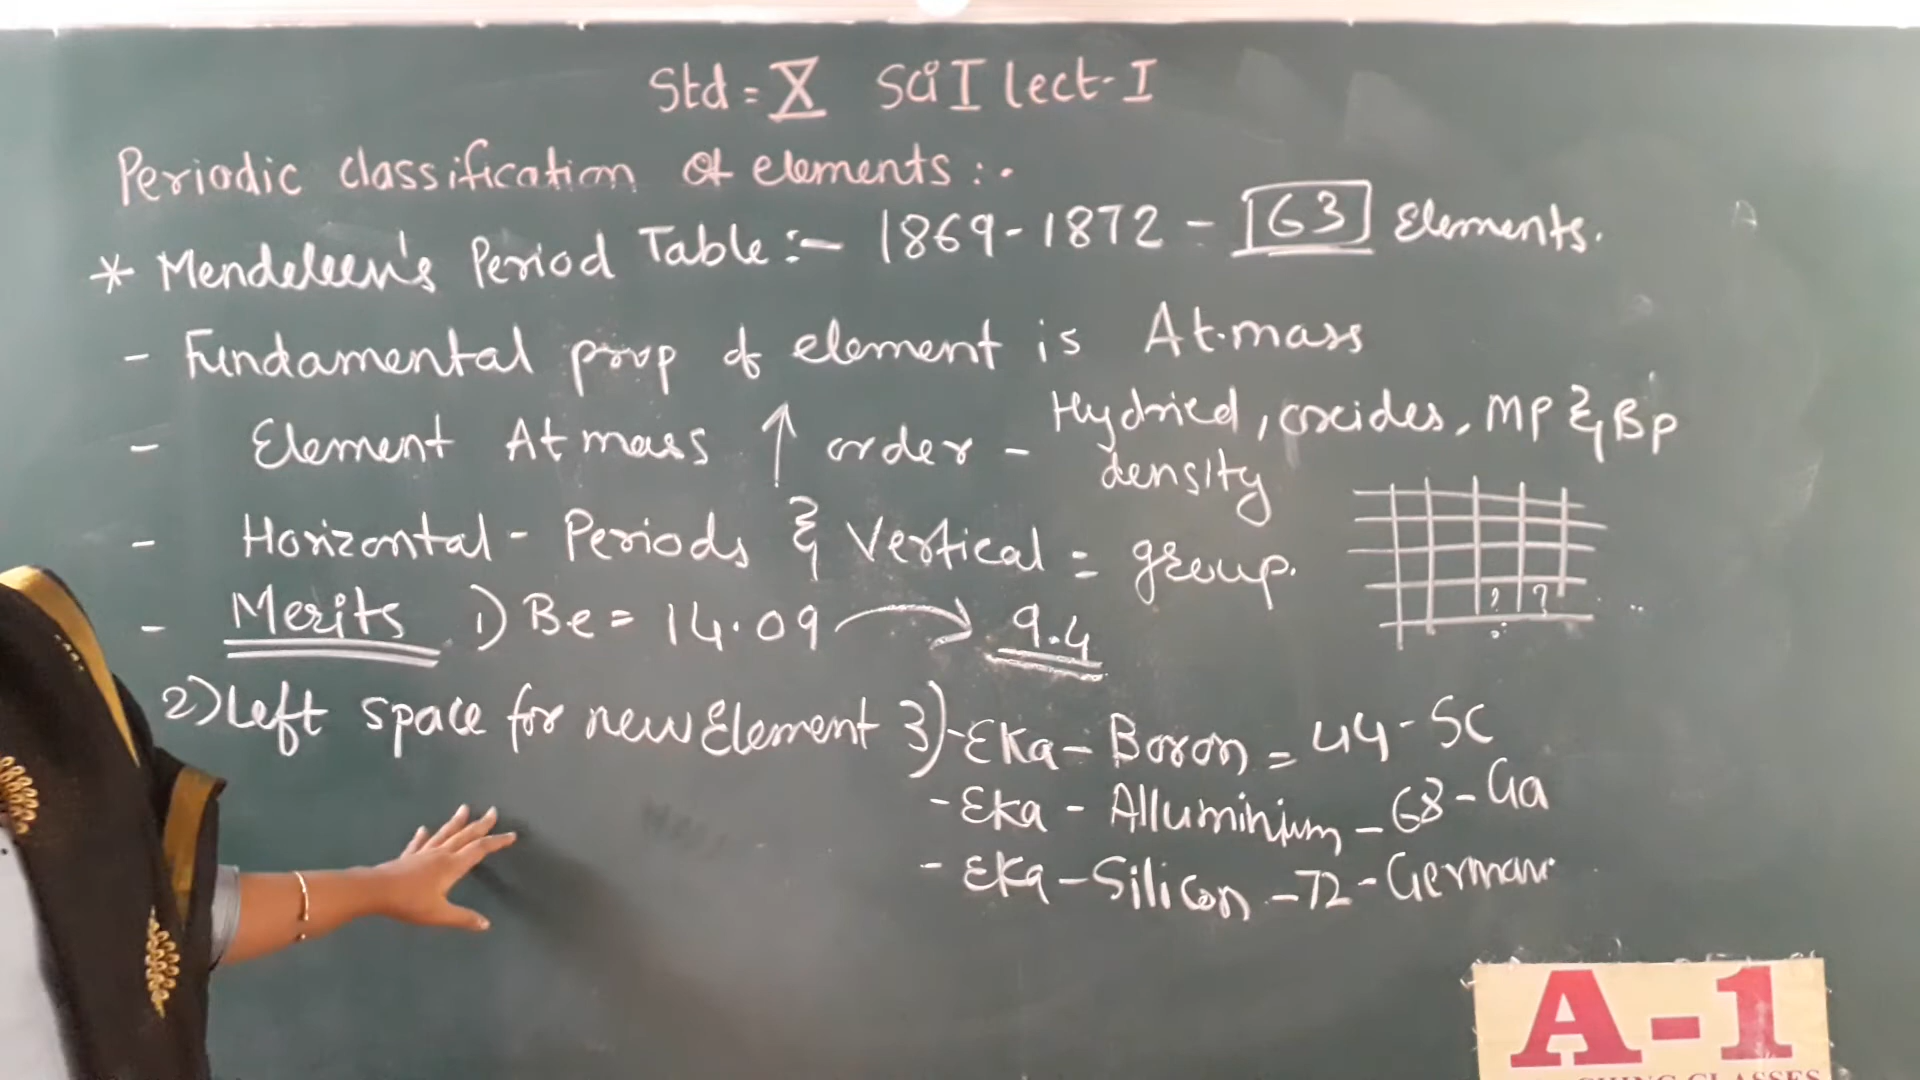 Std = X Sci I lect-I
Periodic classification of elements :-
* Mendeleev's Period Table :- 1869-1872 - 63 Elements.
- Fundamental prop of element is At.mass
- Element At mass ↑ order - Hydried, oxides, MP & BP
density
- Horizontal - Periods & Vertical = group.
? ?
- Merits 1) Be = 14.09 → 9.4
2) Left space for new Element 3) - Eka - Boron = 44 - Sc
- Eka - Alluminium - 68 - Ga
- Eka - Silicon - 72 - German
A-1
CLASSES